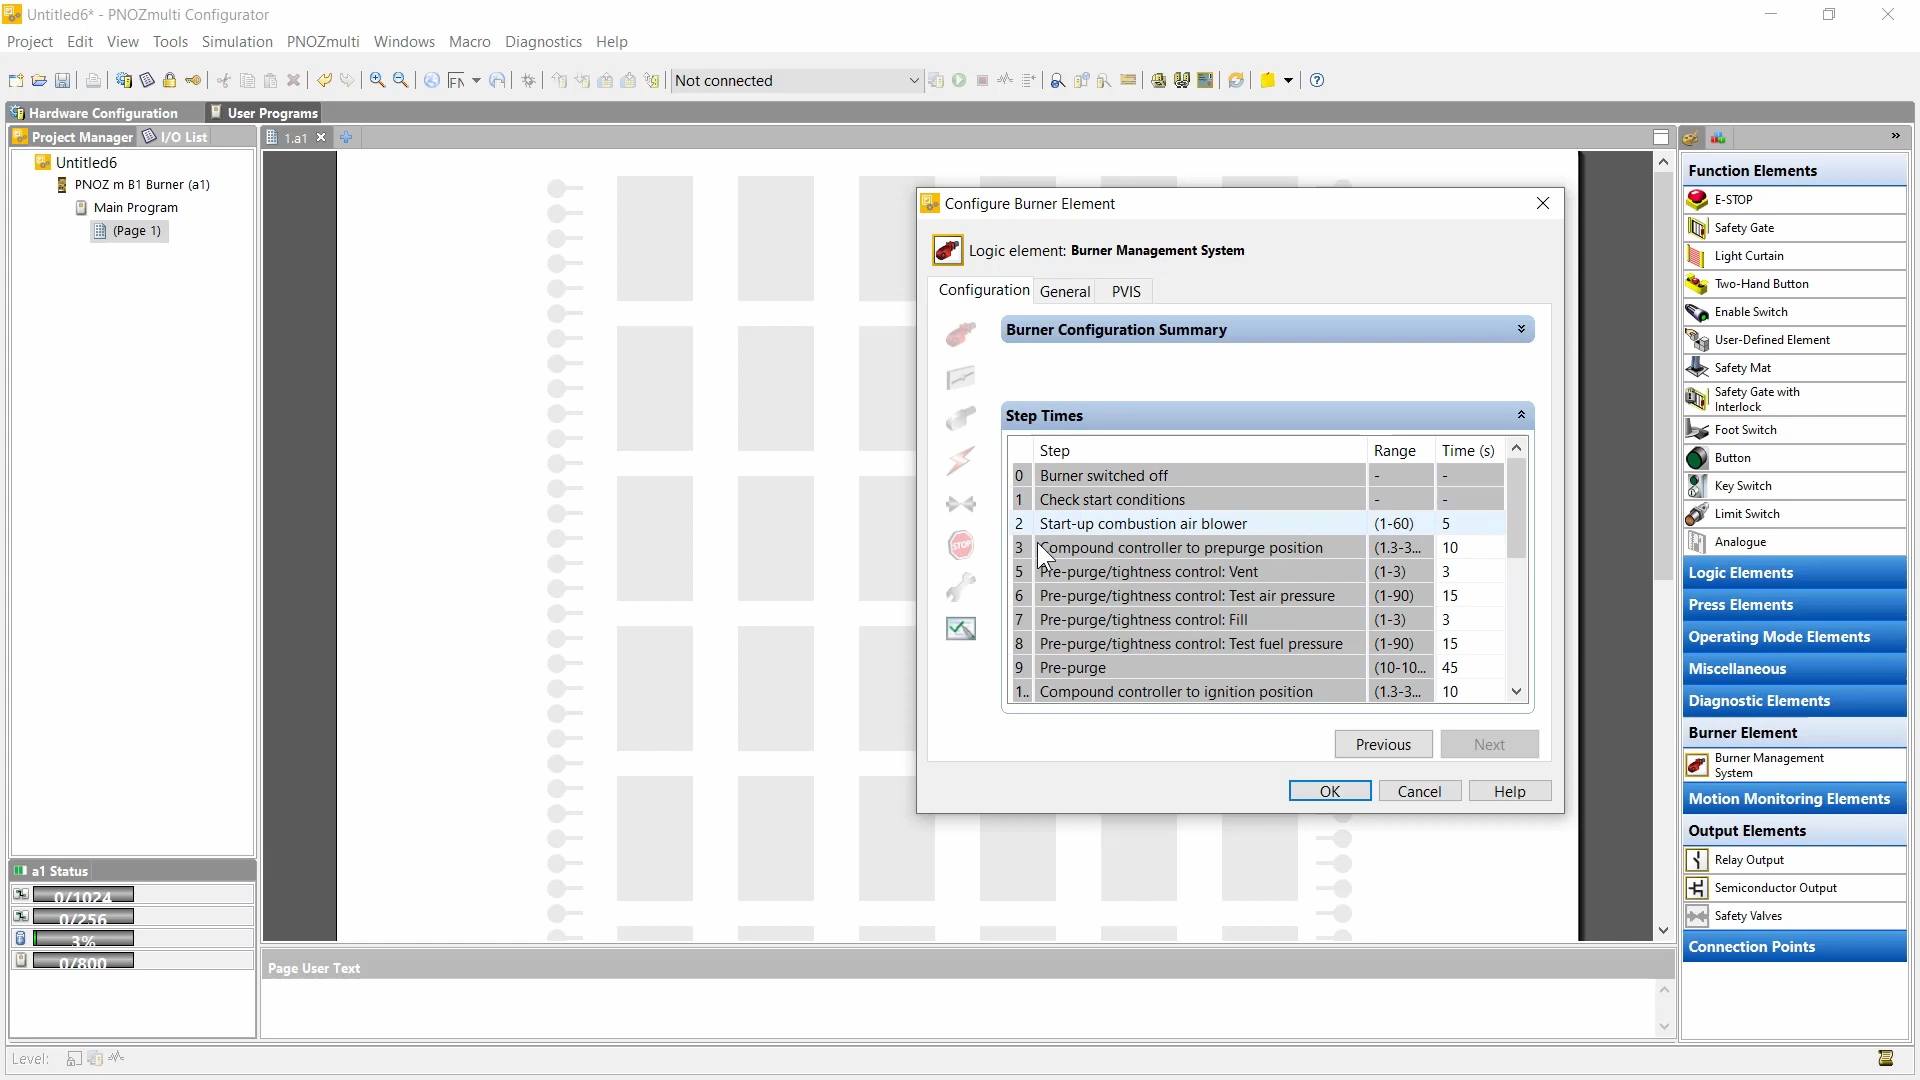 Untitled6* - PNOZmulti Configurator
Project Edit View Tools Simulation PNOZmulti Windows Macro Diagnostics Help
Not connected
Hardware Configuration User Programs
Project Manager I/O List
1.a1
Untitled6
PNOZ m B1 Burner (a1)
Main Program
(Page 1)
Configure Burner Element
Logic element: Burner Management System
Configuration General PVIS
STOP
Burner Configuration Summary
Step Times
Step Range Time (s)
0 Burner switched off - -
1 Check start conditions - -
2 Start-up combustion air blower (1-60) 5
3 Compound controller to prepurge position (1.3-3... 10
5 Pre-purge/tightness control: Vent (1-3) 3
6 Pre-purge/tightness control: Test air pressure (1-90) 15
7 Pre-purge/tightness control: Fill (1-3) 3
8 Pre-purge/tightness control: Test fuel pressure (1-90) 15
9 Pre-purge (10-10... 45
1.. Compound controller to ignition position (1.3-3... 10
Previous Next
OK Cancel Help
Function Elements
E-STOP
Safety Gate
Light Curtain
Two-Hand Button
Enable Switch
User-Defined Element
Safety Mat
Safety Gate with
Interlock
Foot Switch
Button
Key Switch
Limit Switch
Analogue
Logic Elements
Press Elements
Operating Mode Elements
Miscellaneous
Diagnostic Elements
Burner Element
Burner Management
System
Motion Monitoring Elements
Output Elements
Relay Output
Semiconductor Output
Safety Valves
Connection Points
a1 Status
0/1024
0/256
3%
0/800
Page User Text
Level: